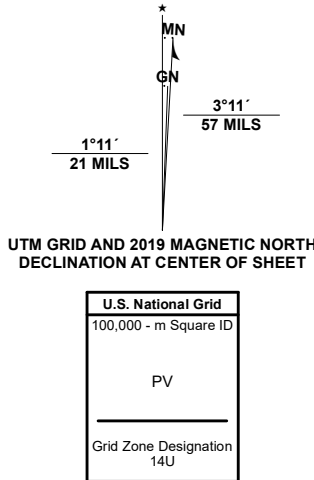 ★
MN
GN
3°11´
57 MILS
1°11´
21 MILS
UTM GRID AND 2019 MAGNETIC NORTH
DECLINATION AT CENTER OF SHEET
U.S. National Grid
100,000 - m Square ID
PV
Grid Zone Designation
14U